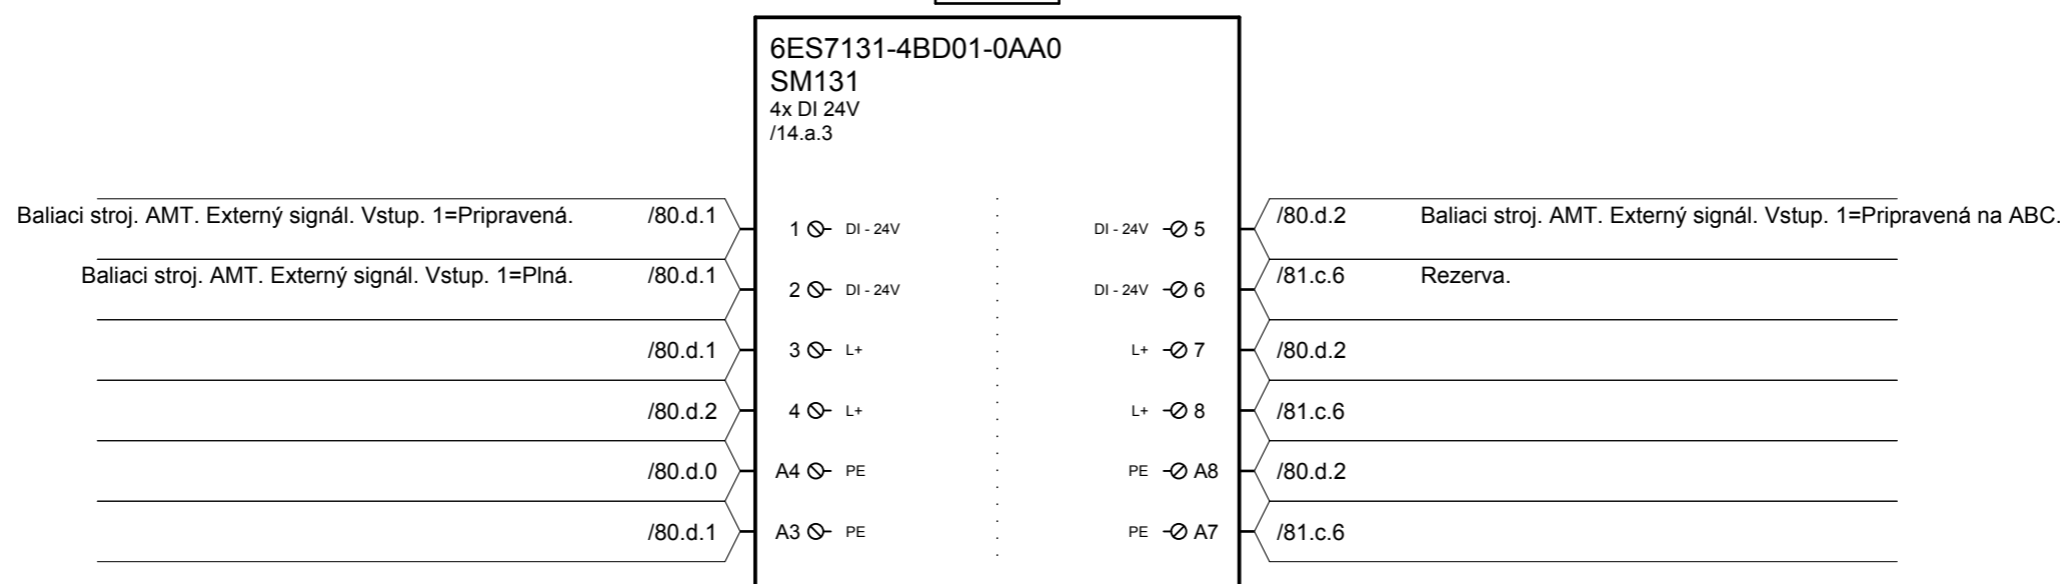 6ES7131-4BD01-0AA0
SM131
4x DI 24V
/14.a.3
Baliaci stroj. AMT. Externý signál. Vstup. 1=Pripravená. /80.d.1 1 DI - 24V DI - 24V 5 /80.d.2 Baliaci stroj. AMT. Externý signál. Vstup. 1=Pripravená na ABC.
Baliaci stroj. AMT. Externý signál. Vstup. 1=Plná. /80.d.1 2 DI - 24V DI - 24V 6 /81.c.6 Rezerva.
/80.d.1 3 L+ L+ 7 /80.d.2
/80.d.2 4 L+ L+ 8 /81.c.6
/80.d.0 A4 PE PE A8 /80.d.2
/80.d.1 A3 PE PE A7 /81.c.6